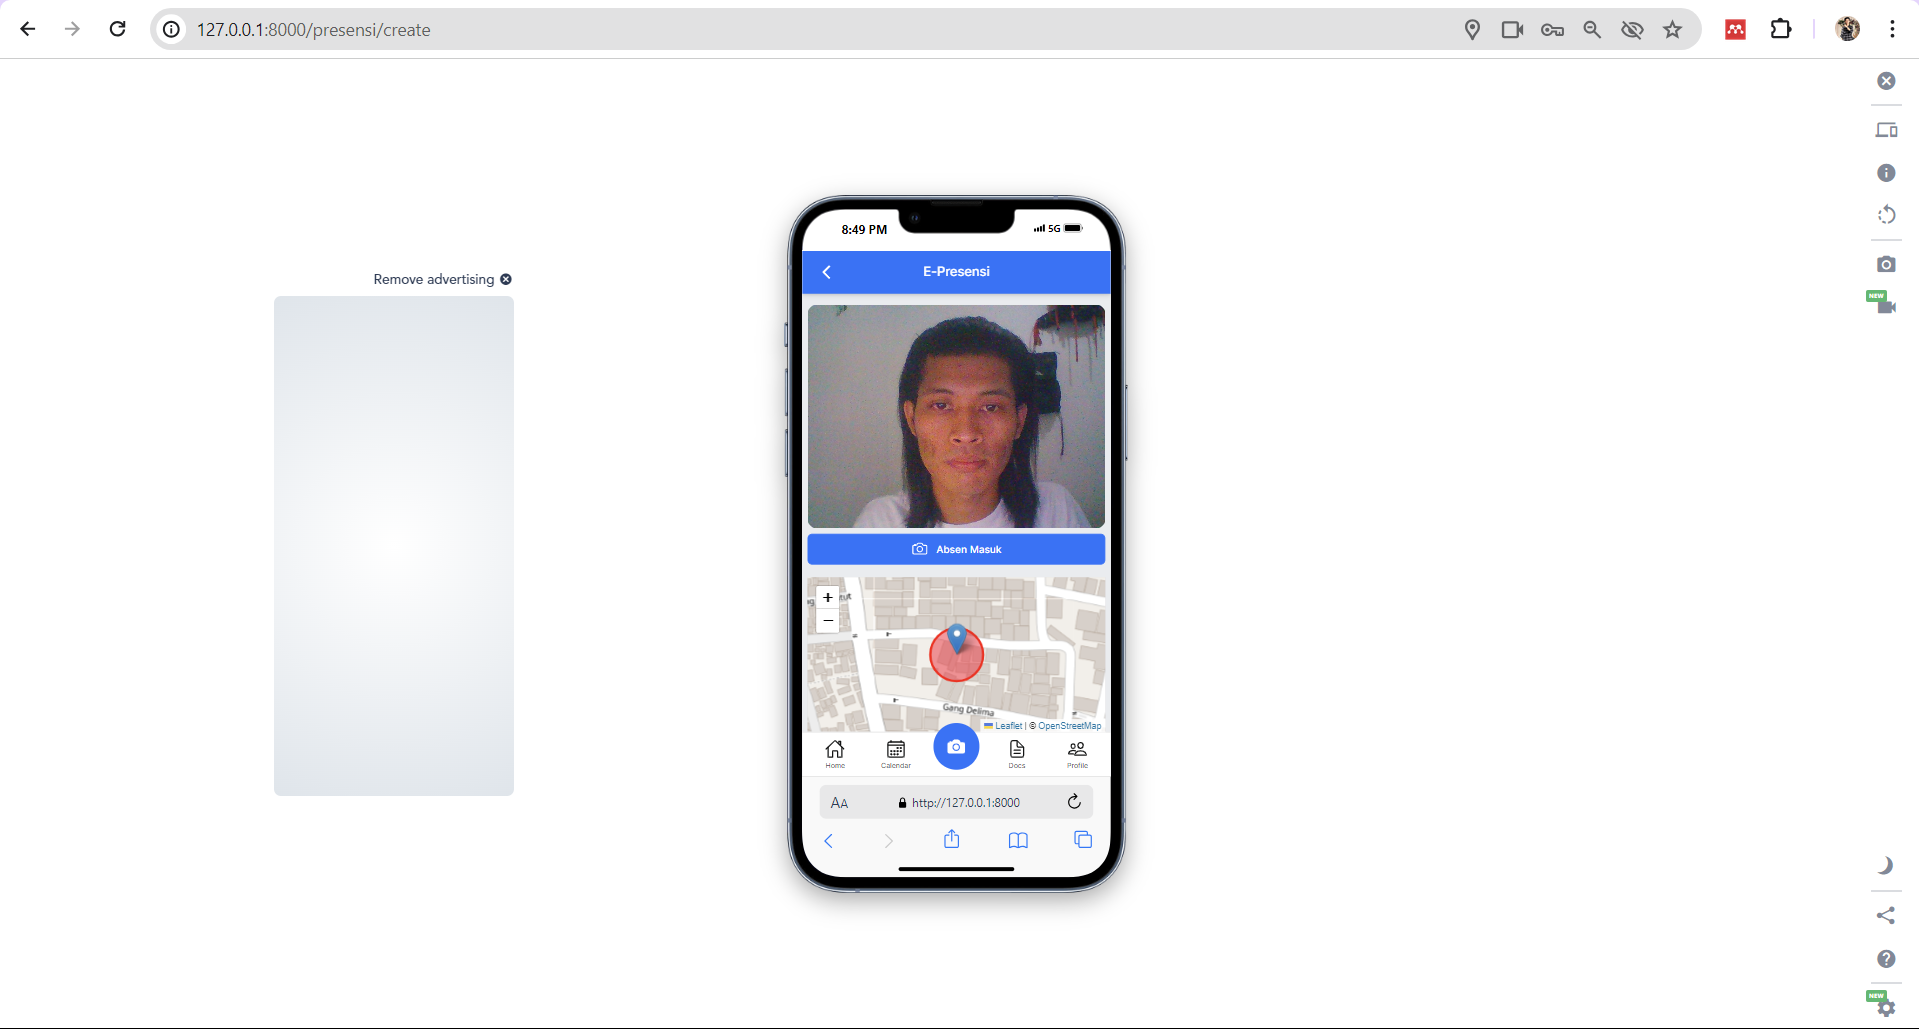 127.0.0.1:8000/presensi/create
NEW
Remove advertising
8:49 PM
5G
E-Presensi
Absen Masuk
+
−
Gang Delima
Leaflet | © OpenStreetMap
Home
Calendar
Docs
Profile
AA
http://127.0.0.1:8000
NEW